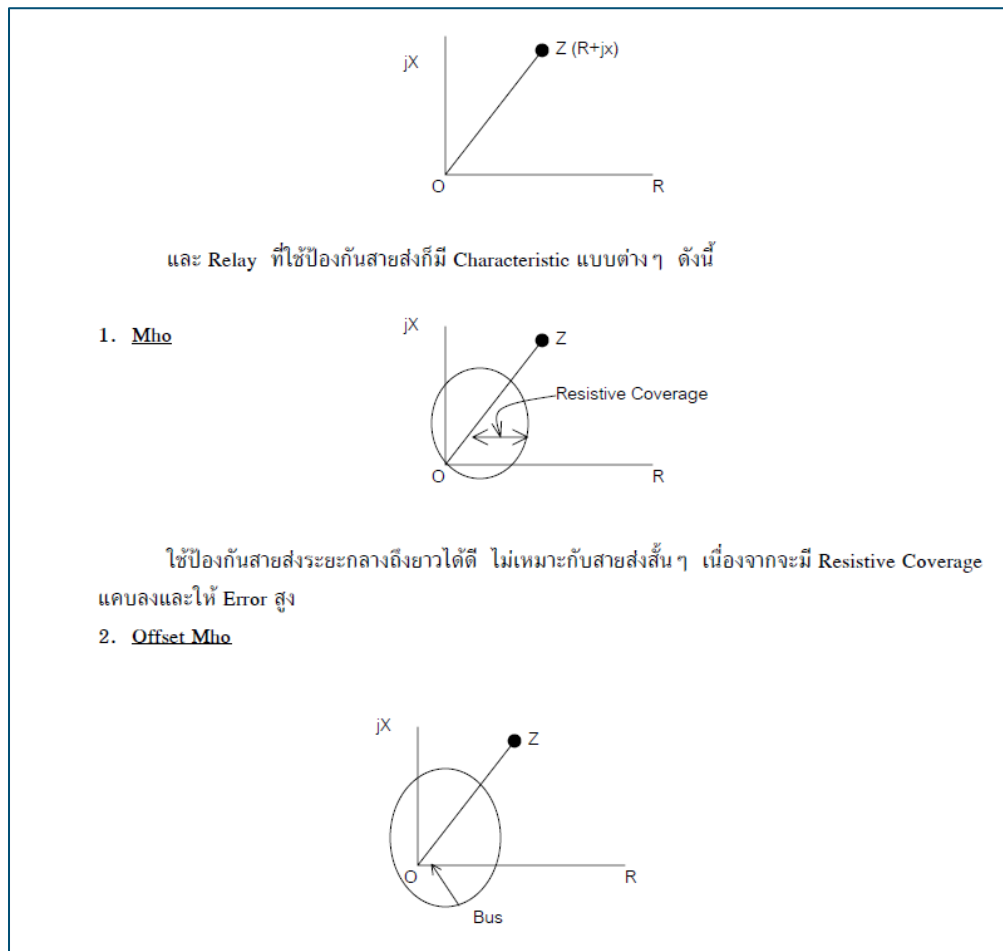 jX
Z (R+jx)
O
R
และ Relay ที่ใช้ป้องกันสายส่งก็มี Characteristic แบบต่างๆ ดังนี้
1. Mho
jX
Z
Resistive Coverage
O
R
ใช้ป้องกันสายส่งระยะกลางถึงยาวได้ดี ไม่เหมาะกับสายส่งสั้นๆ เนื่องจากจะมี Resistive Coverage
แคบลงและให้ Error สูง
2. Offset Mho
jX
Z
O
R
Bus